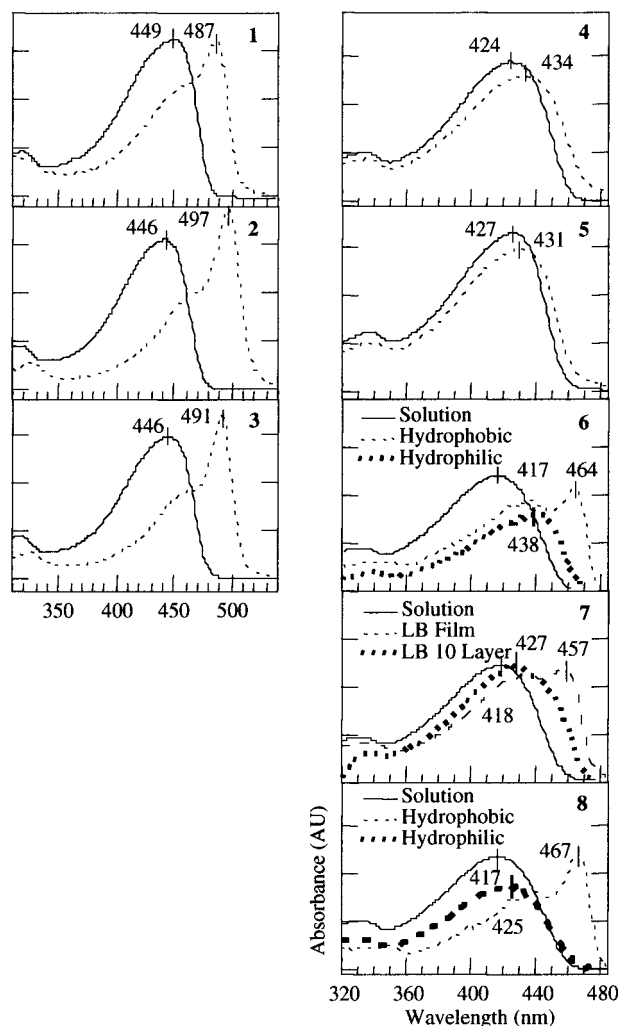 449 487 1
446 497 2
446 491 3
350 400 450 500
424 434 4
427 431 5
Solution 6
Hydrophobic
Hydrophilic
417 464
438
Solution 7
LB Film
LB 10 Layer
427 457
418
Solution 8
Hydrophobic
Hydrophilic
467
417
425
Absorbance (AU)
320 360 400 440 480
Wavelength (nm)